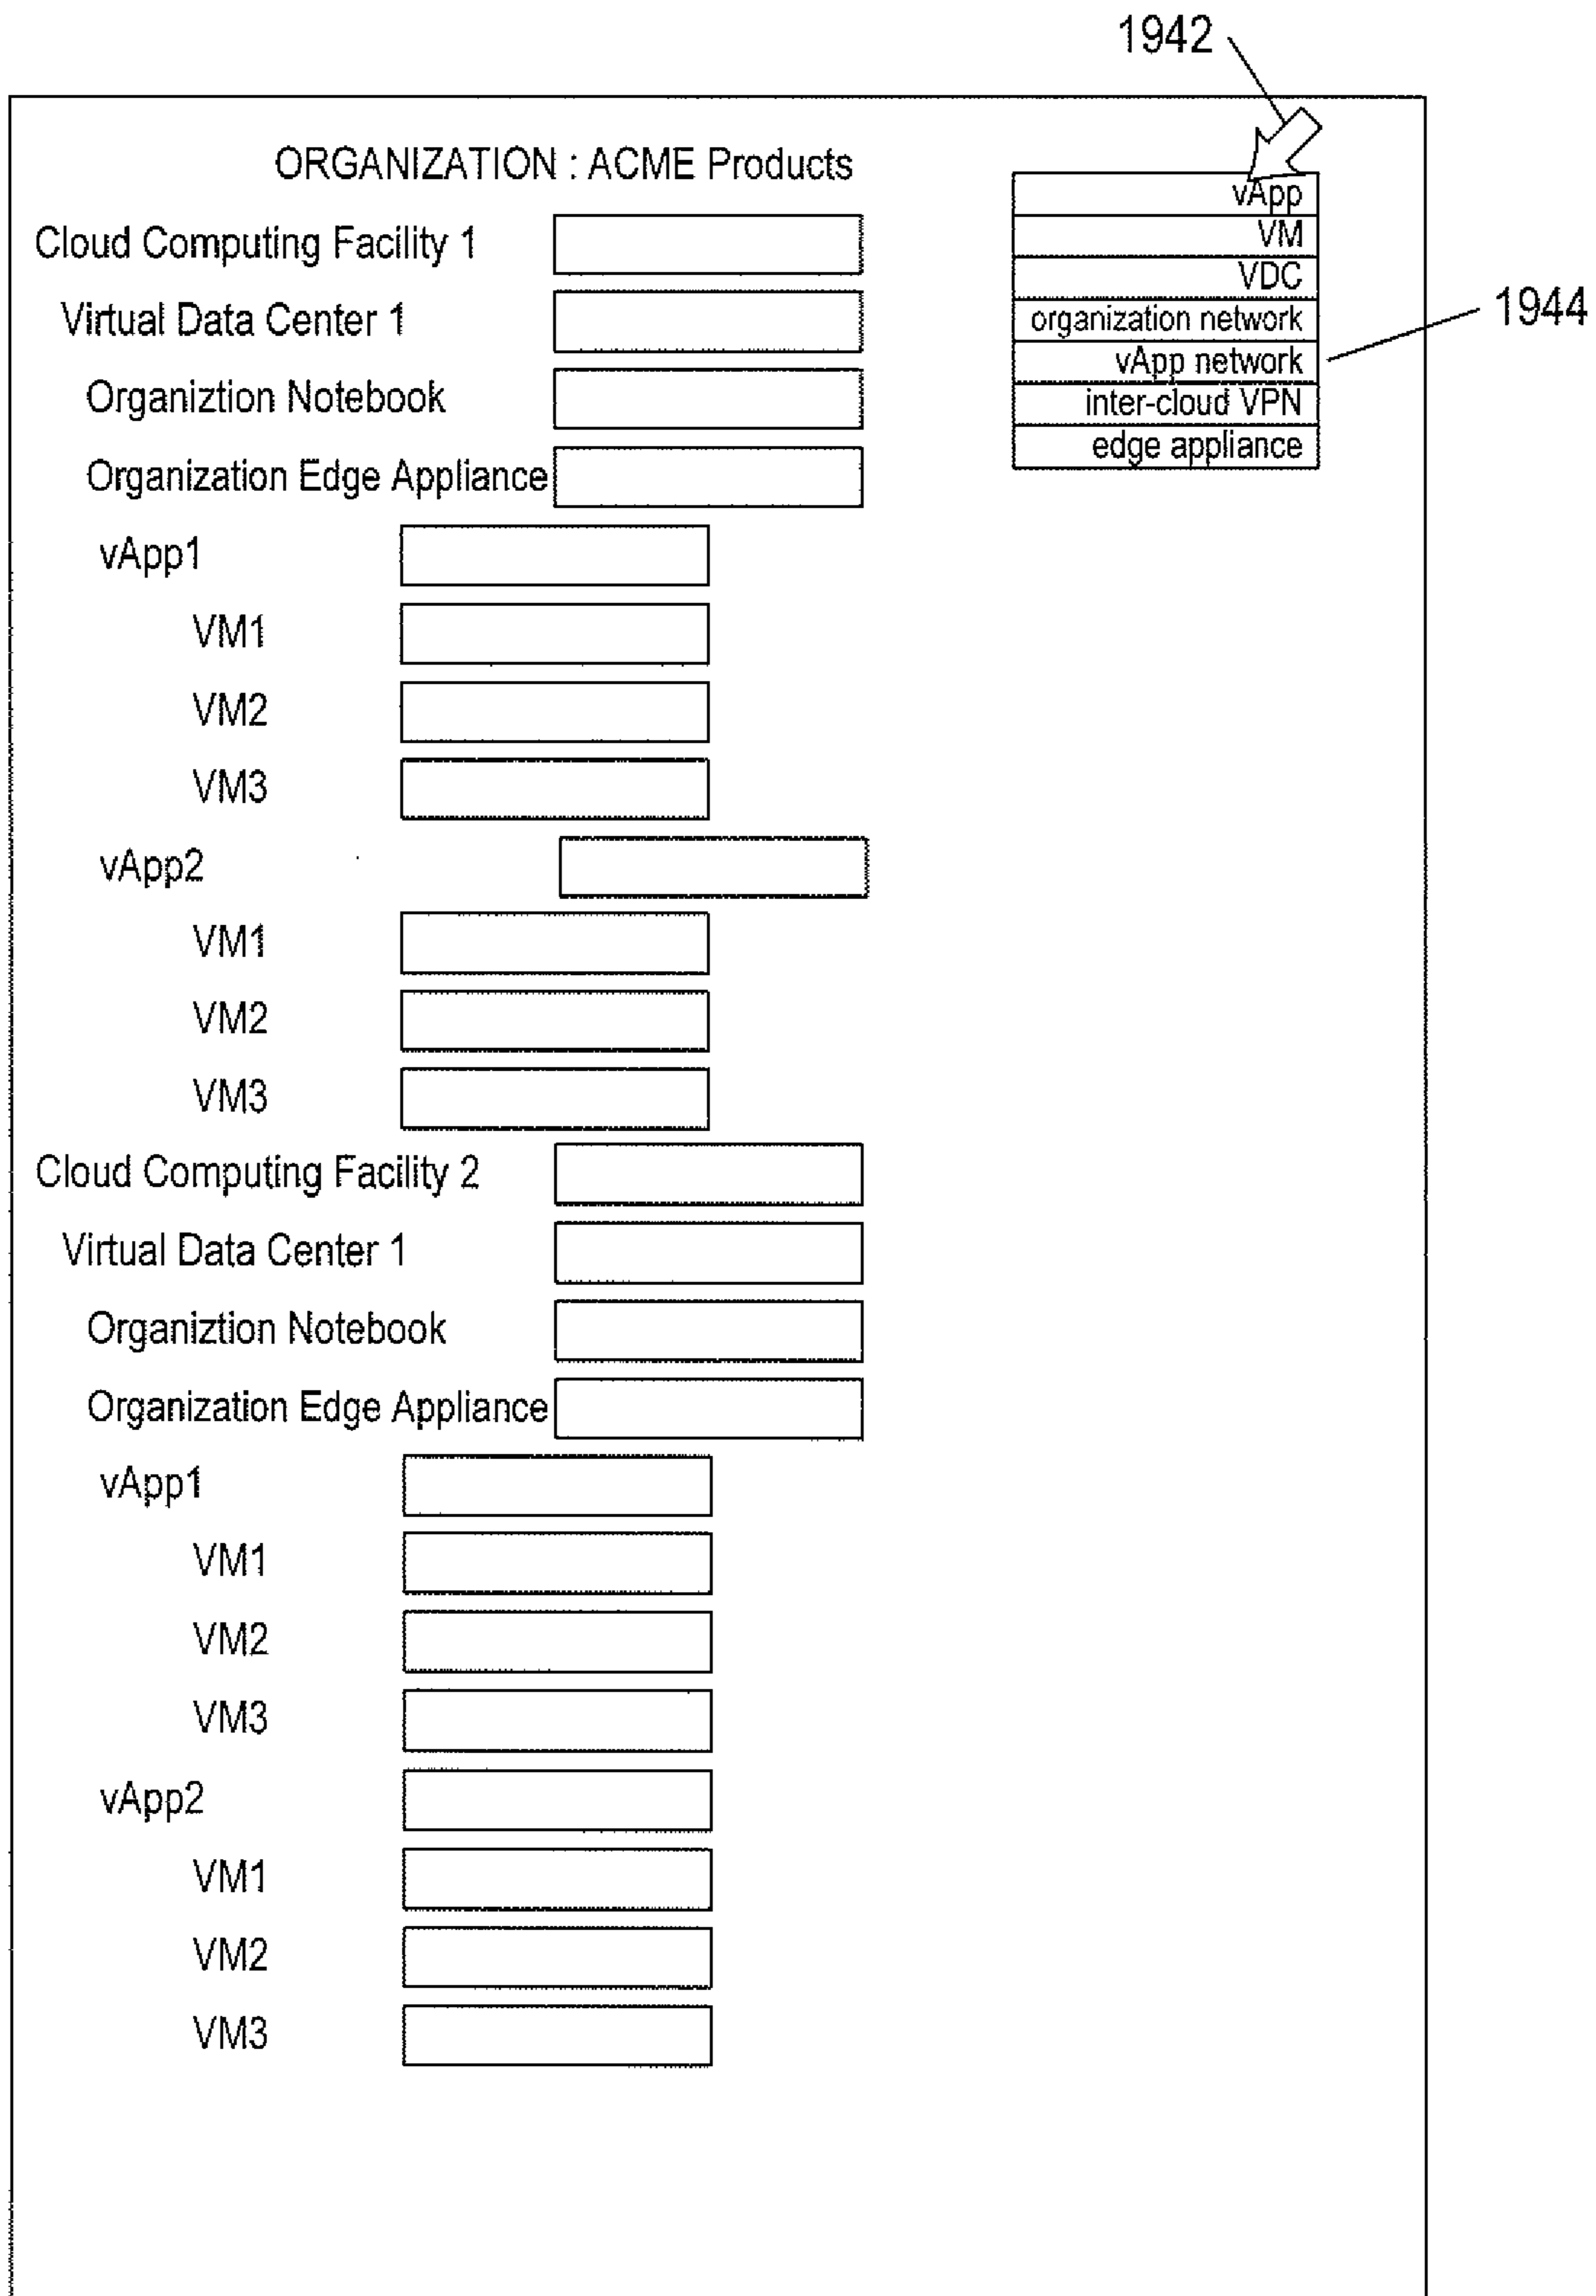 1942
ORGANIZATION : ACME Products
vApp
VM
VDC
organization network
vApp network
inter-cloud VPN
edge appliance
1944
Cloud Computing Facility 1
Virtual Data Center 1
Organiztion Notebook
Organization Edge Appliance
vApp1
VM1
VM2
VM3
vApp2
VM1
VM2
VM3
Cloud Computing Facility 2
Virtual Data Center 1
Organiztion Notebook
Organization Edge Appliance
vApp1
VM1
VM2
VM3
vApp2
VM1
VM2
VM3